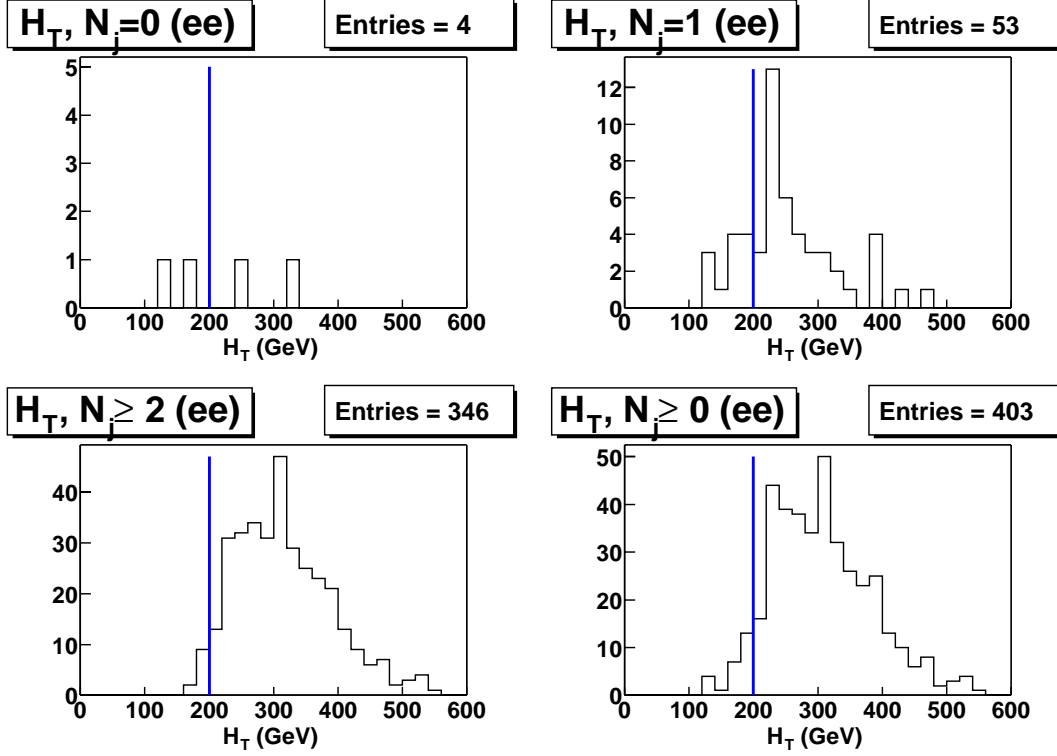 H_T, N_j=0 (ee)
Entries = 4
5
4
3
2
1
0
0 100 200 300 400 500 600
H_T (GeV)
H_T, N_j=1 (ee)
Entries = 53
12
10
8
6
4
2
0
0 100 200 300 400 500 600
H_T (GeV)
H_T, N_j≥ 2 (ee)
Entries = 346
40
30
20
10
0
0 100 200 300 400 500 600
H_T (GeV)
H_T, N_j≥ 0 (ee)
Entries = 403
50
40
30
20
10
0
0 100 200 300 400 500 600
H_T (GeV)